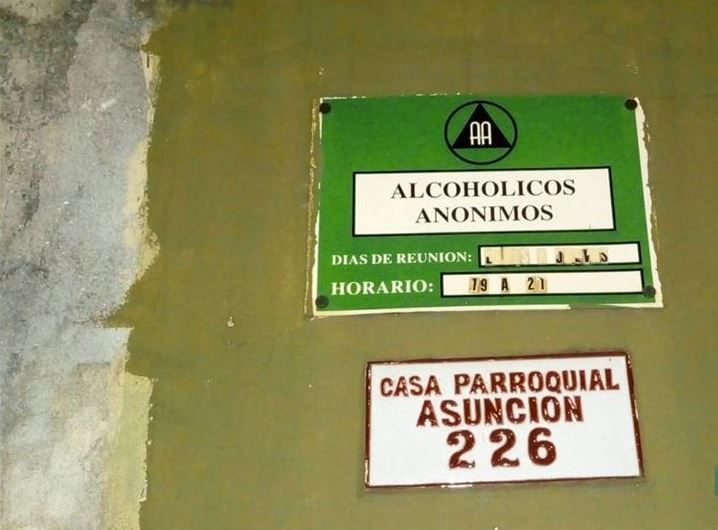 AA
ALCOHOLICOS
ANONIMOS
DIAS DE REUNION:
HORARIO: 19 A 21
CASA PARROQUIAL
ASUNCION
226